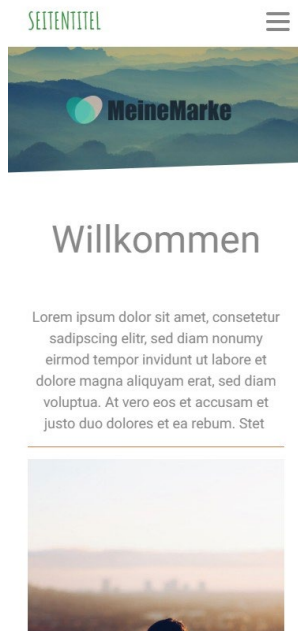 SEITENTITEL
MeineMarke
Willkommen
Lorem ipsum dolor sit amet, consetetur
sadipscing elitr, sed diam nonumy
eirmod tempor invidunt ut labore et
dolore magna aliquyam erat, sed diam
voluptua. At vero eos et accusam et
justo duo dolores et ea rebum. Stet